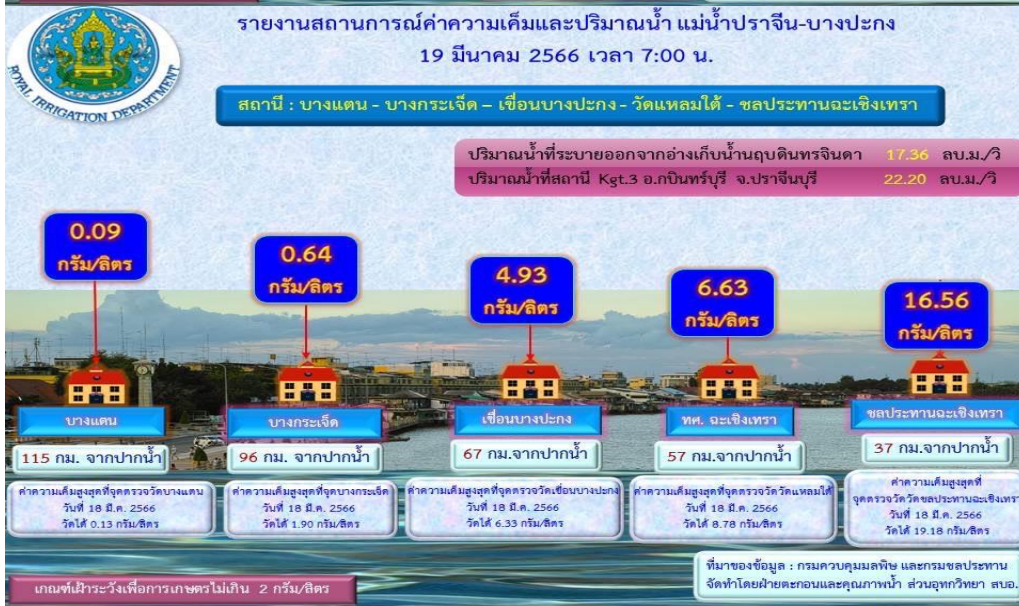 รายงานสถานการณ์ค่าความเค็มและปริมาณน้ำ แม่น้ำปราจีน-บางปะกง
19 มีนาคม 2566 เวลา 7:00 น.
ROYAL IRRIGATION DEPARTMENT
สถานี : บางแตน - บางกระเจ็ด – เขื่อนบางปะกง - วัดแหลมใต้ - ชลประทานฉะเชิงเทรา
ปริมาณน้ำที่ระบายออกจากอ่างเก็บน้ำนฤบดินทรจินดา 17.36 ลบ.ม./วิ
ปริมาณน้ำที่สถานี Kgt.3 อ.กบินทร์บุรี จ.ปราจีนบุรี 22.20 ลบ.ม./วิ
0.09
กรัม/ลิตร
0.64
กรัม/ลิตร
4.93
กรัม/ลิตร
6.63
กรัม/ลิตร
16.56
กรัม/ลิตร
บางแตน
บางกระเจ็ด
เขื่อนบางปะกง
ทศ. ฉะเชิงเทรา
ชลประทานฉะเชิงเทรา
115 กม. จากปากน้ำ
96 กม. จากปากน้ำ
67 กม.จากปากน้ำ
57 กม.จากปากน้ำ
37 กม.จากปากน้ำ
ค่าความเค็มสูงสุดที่จุดตรวจวัดบางแตน
วันที่ 18 มี.ค. 2566
วัดได้ 0.13 กรัม/ลิตร
ค่าความเค็มสูงสุดที่จุดบางกระเจ็ด
วันที่ 18 มี.ค. 2566
วัดได้ 1.90 กรัม/ลิตร
ค่าความเค็มสูงสุดที่จุดตรวจวัดเขื่อนบางปะกง
วันที่ 18 มี.ค. 2566
วัดได้ 6.33 กรัม/ลิตร
ค่าความเค็มสูงสุดที่จุดตรวจวัดวัดแหลมใต้
วันที่ 18 มี.ค. 2566
วัดได้ 8.78 กรัม/ลิตร
ค่าความเค็มสูงสุดที่
จุดตรวจวัดวัดชลประทานฉะเชิงเทรา
วันที่ 18 มี.ค. 2566
วัดได้ 19.18 กรัม/ลิตร
เกณฑ์เฝ้าระวังเพื่อการเกษตรไม่เกิน 2 กรัม/ลิตร
ที่มาของข้อมูล : กรมควบคุมมลพิษ และกรมชลประทาน
จัดทำโดยฝ่ายตะกอนและคุณภาพน้ำ ส่วนอุทกวิทยา สบอ.